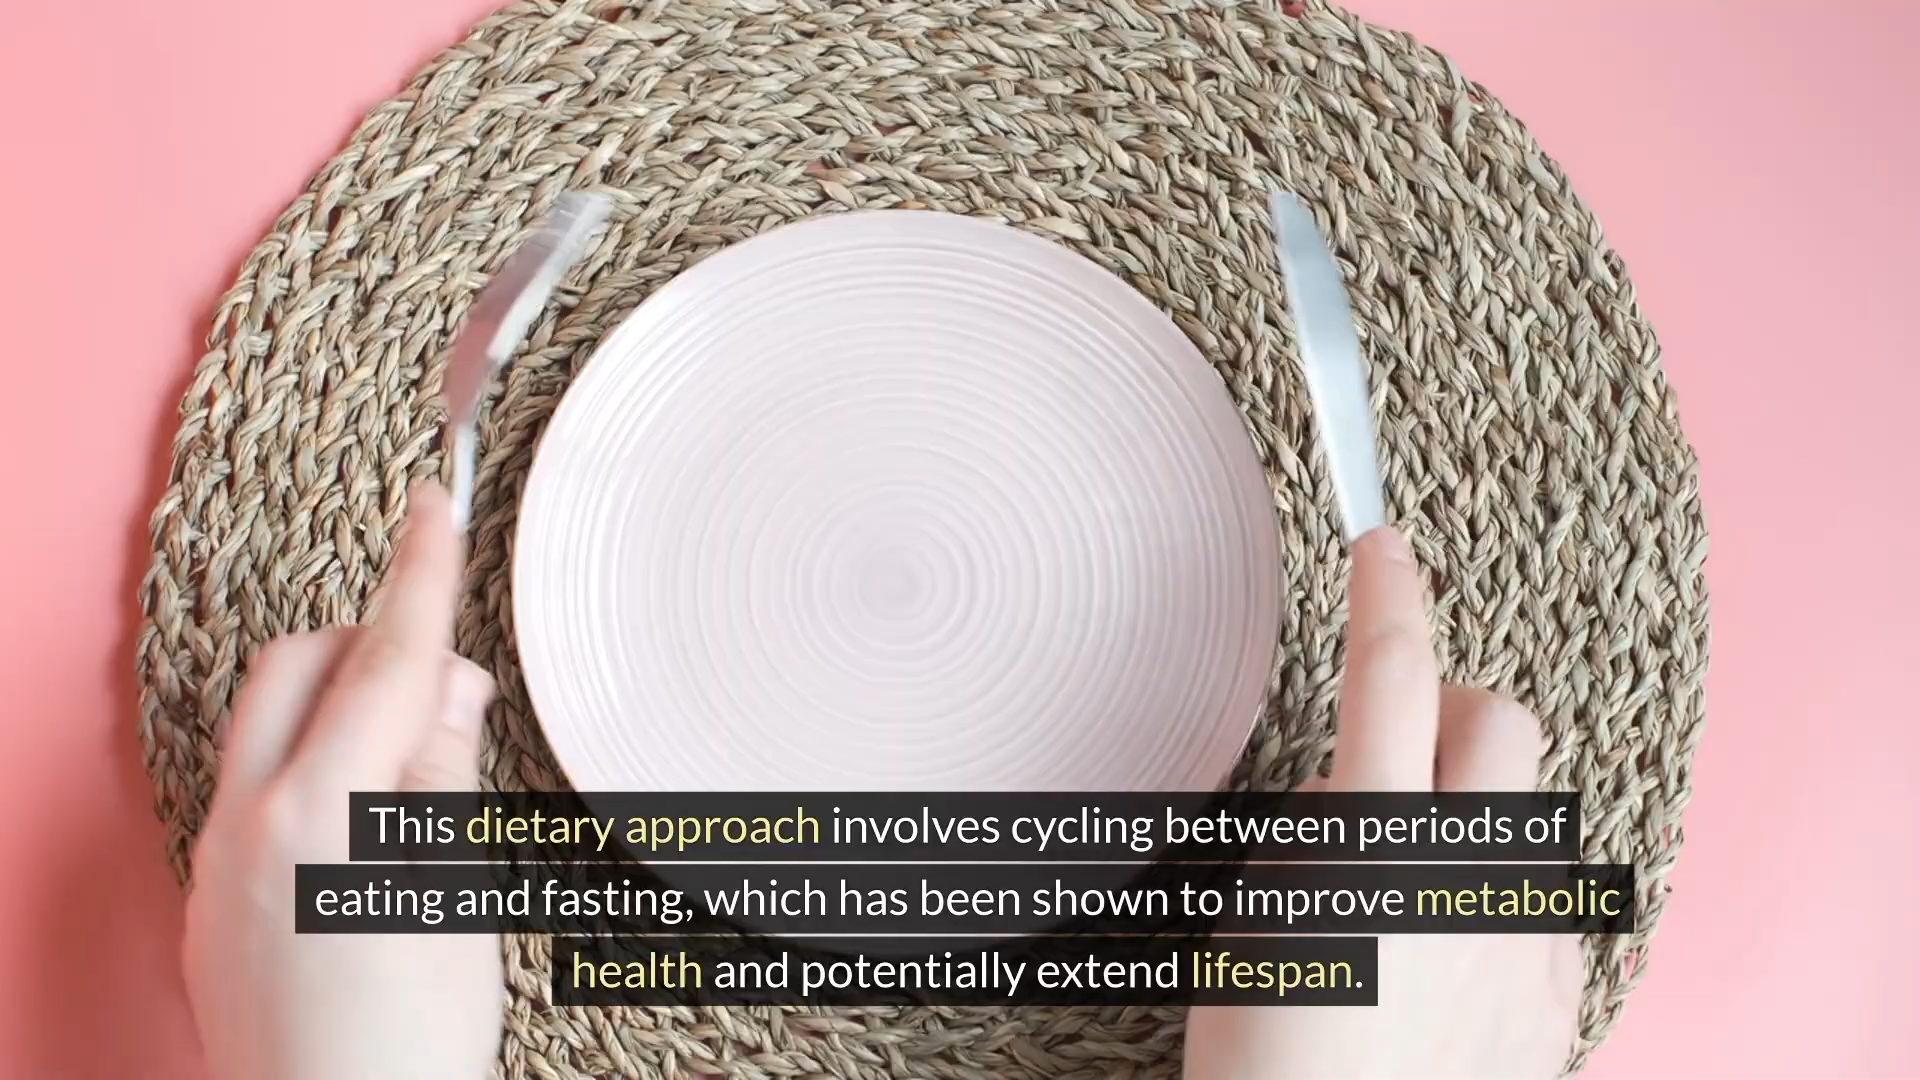 This dietary approach involves cycling between periods of
eating and fasting, which has been shown to improve metabolic
health and potentially extend lifespan.